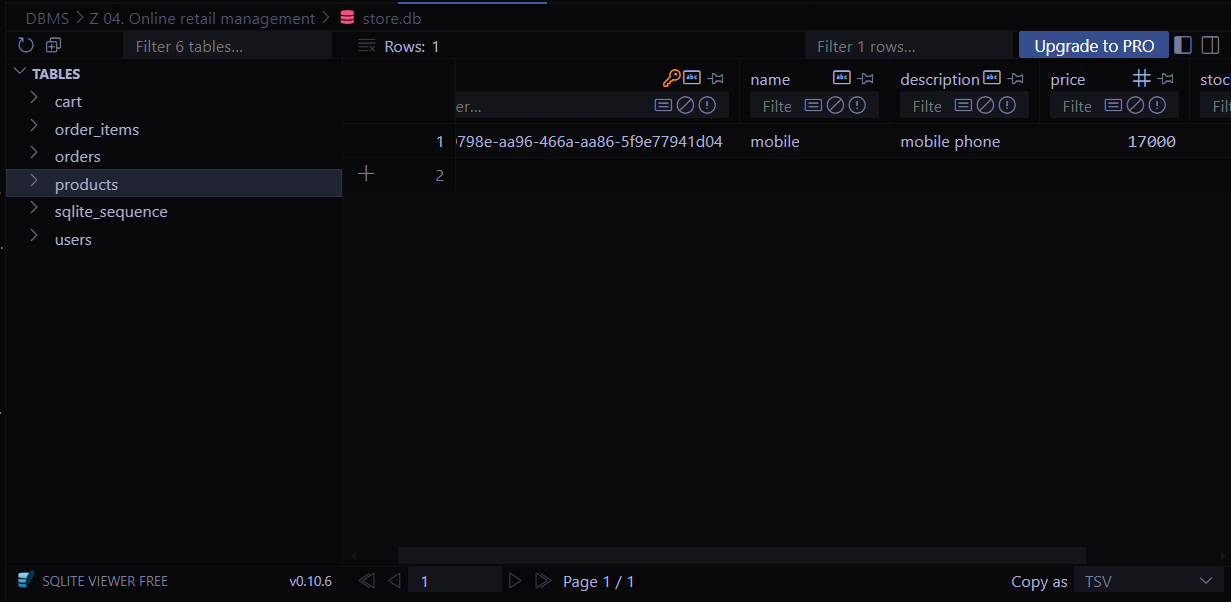 DBMS > Z 04. Online retail management > store.db
Filter 6 tables...
Rows: 1
Filter 1 rows...
Upgrade to PRO
TABLES
cart
order_items
orders
products
sqlite_sequence
users
name
description
price
stoc
er...
Filte
Filte
Filte
Filt
1
798e-aa96-466a-aa86-5f9e77941d04
mobile
mobile phone
17000
2
SQLITE VIEWER FREE
v0.10.6
1
Page 1 / 1
Copy as
TSV